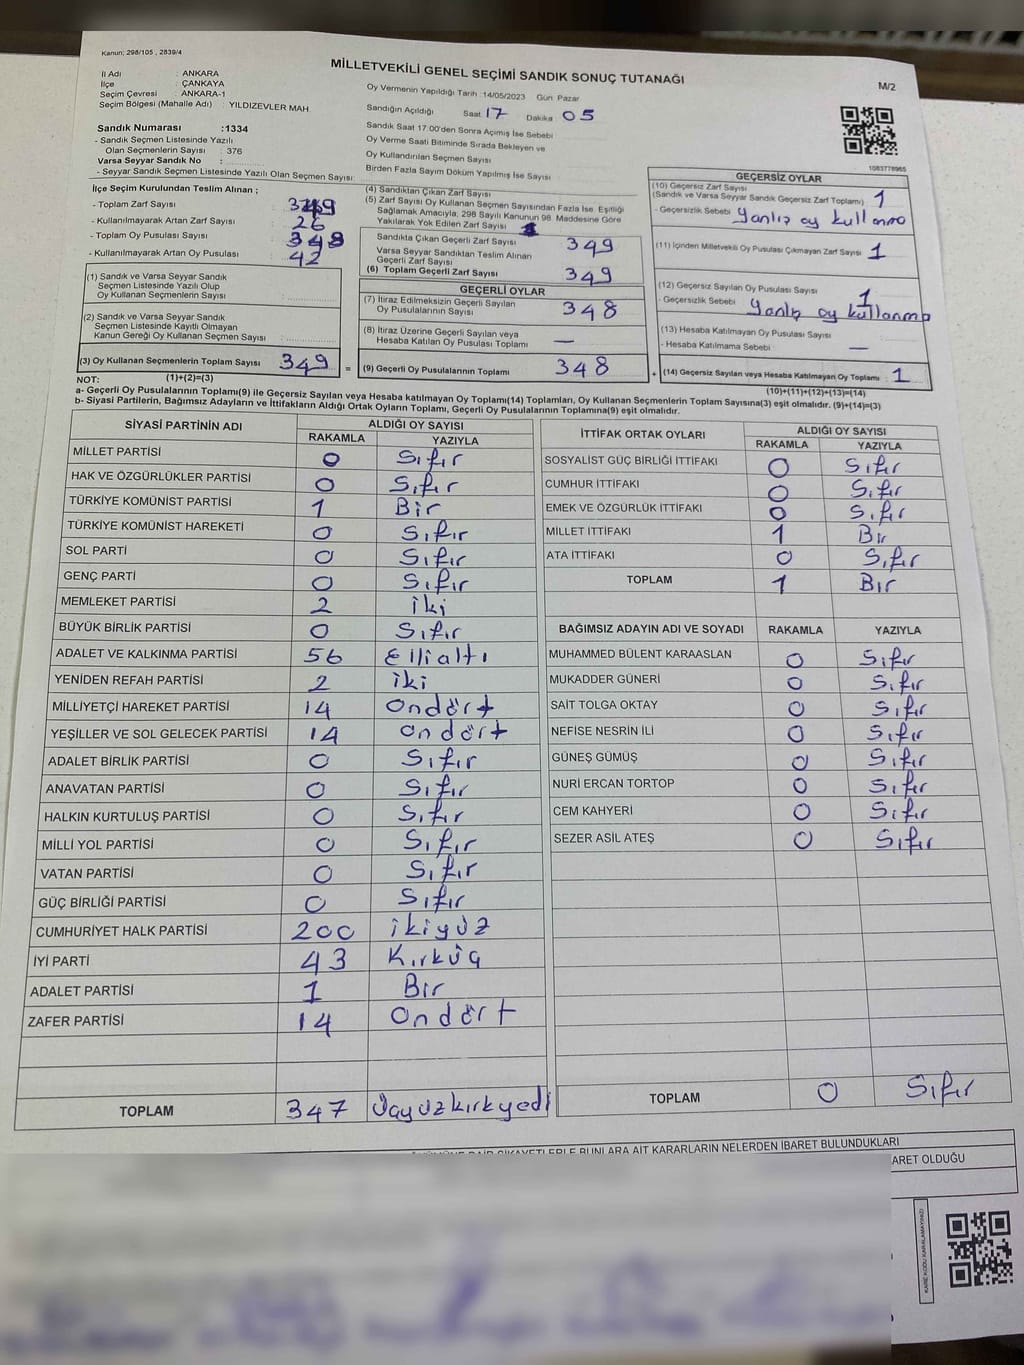 Kanun; 298/105 , 2839/4
MİLLETVEKİLİ GENEL SEÇİMİ SANDIK SONUÇ TUTANAĞI
M/2
İl Adı : ANKARA
İlçe : ÇANKAYA
Seçim Çevresi : ANKARA-1
Seçim Bölgesi (Mahalle Adı) : YILDIZEVLER MAH.
Oy Vermenin Yapıldığı Tarih :14/05/2023 Gün Pazar
Sandığın Açıldığı Saat 17 Dakika 05
Sandık Saat 17.00'den Sonra Açılmış İse Sebebi
Oy Verme Saati Bitiminde Sırada Bekleyen ve
Oy Kullandırılan Seçmen Sayısı
Birden Fazla Sayım Döküm Yapılmış İse Sayısı
Sandık Numarası :1334
- Sandık Seçmen Listesinde Yazılı
Olan Seçmenlerin Sayısı : 376
Varsa Seyyar Sandık No :
- Seyyar Sandık Seçmen Listesinde Yazılı Olan Seçmen Sayısı:
1083778965
İlçe Seçim Kurulundan Teslim Alınan ;
- Toplam Zarf Sayısı :
- Kullanılmayarak Artan Zarf Sayısı : 26
- Toplam Oy Pusulası Sayısı :
- Kullanılmayarak Artan Oy Pusulası : 42
(1) Sandık ve Varsa Seyyar Sandık
Seçmen Listesinde Yazılı Olup
Oy Kullanan Seçmenlerin Sayısı :
(2) Sandık ve Varsa Seyyar Sandık
Seçmen Listesinde Kayıtlı Olmayan
Kanun Gereği Oy Kullanan Seçmen Sayısı :
(3) Oy Kullanan Seçmenlerin Toplam Sayısı 349 =
(1)+(2)=(3)
(4) Sandıktan Çıkan Zarf Sayısı
(5) Zarf Sayısı Oy Kullanan Seçmen Sayısından Fazla İse, Eşitliği
Sağlamak Amacıyla; 298 Sayılı Kanunun 98. Maddesine Göre
Yakılarak Yok Edilen Zarf Sayısı
Sandıkta Çıkan Geçerli Zarf Sayısı 349
Varsa Seyyar Sandıktan Teslim Alınan
Geçerli Zarf Sayısı
(6) Toplam Geçerli Zarf Sayısı 349
GEÇERLİ OYLAR
(7) İtiraz Edilmeksizin Geçerli Sayılan
Oy Pusulalarının Sayısı 348
(8) İtiraz Üzerine Geçerli Sayılan veya
Hesaba Katılan Oy Pusulası Toplamı —
(9) Geçerli Oy Pusulalarının Toplamı 348 +
GEÇERSİZ OYLAR
(10) Geçersiz Zarf Sayısı
(Sandık ve Varsa Seyyar Sandık Geçersiz Zarf Toplamı) 1
- Geçersizlik Sebebi Yanlış oy kullanma
(11) İçinden Milletvekili Oy Pusulası Çıkmayan Zarf Sayısı 1
(12) Geçersiz Sayılan Oy Pusulası Sayısı 1
- Geçersizlik Sebebi Yanlış oy kullanma
(13) Hesaba Katılmayan Oy Pusulası Sayısı
- Hesaba Katılmama Sebebi : —
(14) Geçersiz Sayılan veya Hesaba Katılmayan Oy Toplamı : 1
(10)+(11)+(12)+(13)=(14)
NOT:
a- Geçerli Oy Pusulalarının Toplamı(9) ile Geçersiz Sayılan veya Hesaba katılmayan Oy Toplamı(14) Toplamları, Oy Kullanan Seçmenlerin Toplam Sayısına(3) eşit olmalıdır. (9)+(14)=(3)
b- Siyasi Partilerin, Bağımsız Adayların ve İttifakların Aldığı Ortak Oyların Toplamı, Geçerli Oy Pusulalarının Toplamına(9) eşit olmalıdır.
SİYASİ PARTİNİN ADI ALDIĞI OY SAYISI
RAKAMLA YAZIYLA
MİLLET PARTİSİ 0 Sıfır
HAK VE ÖZGÜRLÜKLER PARTİSİ 0 Sıfır
TÜRKİYE KOMÜNİST PARTİSİ 1 Bir
TÜRKİYE KOMÜNİST HAREKETİ 0 Sıfır
SOL PARTİ 0 Sıfır
GENÇ PARTİ 0 Sıfır
MEMLEKET PARTİSİ 2 iki
BÜYÜK BİRLİK PARTİSİ 0 Sıfır
ADALET VE KALKINMA PARTİSİ 56 Ellialtı
YENİDEN REFAH PARTİSİ 2 iki
MİLLİYETÇİ HAREKET PARTİSİ 14 Ondört
YEŞİLLER VE SOL GELECEK PARTİSİ 14 ondört
ADALET BİRLİK PARTİSİ 0 Sıfır
ANAVATAN PARTİSİ 0 Sıfır
HALKIN KURTULUŞ PARTİSİ 0 Sıfır
MİLLİ YOL PARTİSİ 0 Sıfır
VATAN PARTİSİ 0 Sıfır
GÜÇ BİRLİĞİ PARTİSİ 0 Sıfır
CUMHURİYET HALK PARTİSİ 200 ikiyüz
İYİ PARTİ 43 Kırküç
ADALET PARTİSİ 1 Bir
ZAFER PARTİSİ 14 Ondört
TOPLAM 347 üçyüzkırkyedi
İTTİFAK ORTAK OYLARI ALDIĞI OY SAYISI
RAKAMLA YAZIYLA
SOSYALİST GÜÇ BİRLİĞİ İTTİFAKI 0 Sıfır
CUMHUR İTTİFAKI 0 Sıfır
EMEK VE ÖZGÜRLÜK İTTİFAKI 0 Sıfır
MİLLET İTTİFAKI 1 Bir
ATA İTTİFAKI 0 Sıfır
TOPLAM 1 Bir
BAĞIMSIZ ADAYIN ADI VE SOYADI RAKAMLA YAZIYLA
MUHAMMED BÜLENT KARAASLAN 0 Sıfır
MUKADDER GÜNERİ 0 Sıfır
SAİT TOLGA OKTAY 0 Sıfır
NEFİSE NESRİN İLİ 0 Sıfır
GÜNEŞ GÜMÜŞ 0 Sıfır
NURİ ERCAN TORTOP 0 Sıfır
CEM KAHYERİ 0 Sıfır
SEZER ASİL ATEŞ 0 Sıfır
TOPLAM 0 Sıfır
ŞİKAYETLERLE BUNLARA AİT KARARLARIN NELERDEN İBARET BULUNDUKLARI
ARET OLDUĞU
KARE KODU KARALAMAYINIZ!